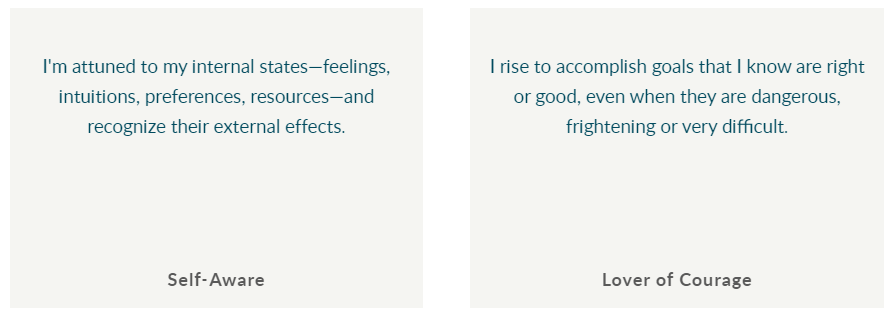 I'm attuned to my internal states—feelings,
intuitions, preferences, resources—and
recognize their external effects.
Self-Aware
I rise to accomplish goals that I know are right
or good, even when they are dangerous,
frightening or very difficult.
Lover of Courage